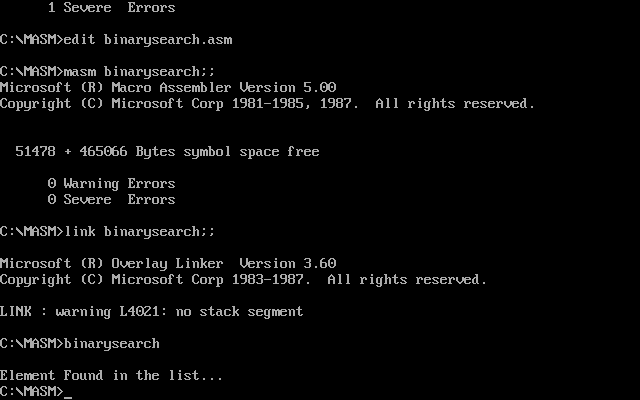 1 Severe  Errors
C:\MASM>edit binarysearch.asm
C:\MASM>masm binarysearch;;
Microsoft (R) Macro Assembler Version 5.00
Copyright (C) Microsoft Corp 1981-1985, 1987.  All rights reserved.
51478 + 465066 Bytes symbol space free
0 Warning Errors
0 Severe  Errors
C:\MASM>link binarysearch;;
Microsoft (R) Overlay Linker  Version 3.60
Copyright (C) Microsoft Corp 1983-1987.  All rights reserved.
LINK : warning L4021: no stack segment
C:\MASM>binarysearch
Element Found in the list...
C:\MASM>_